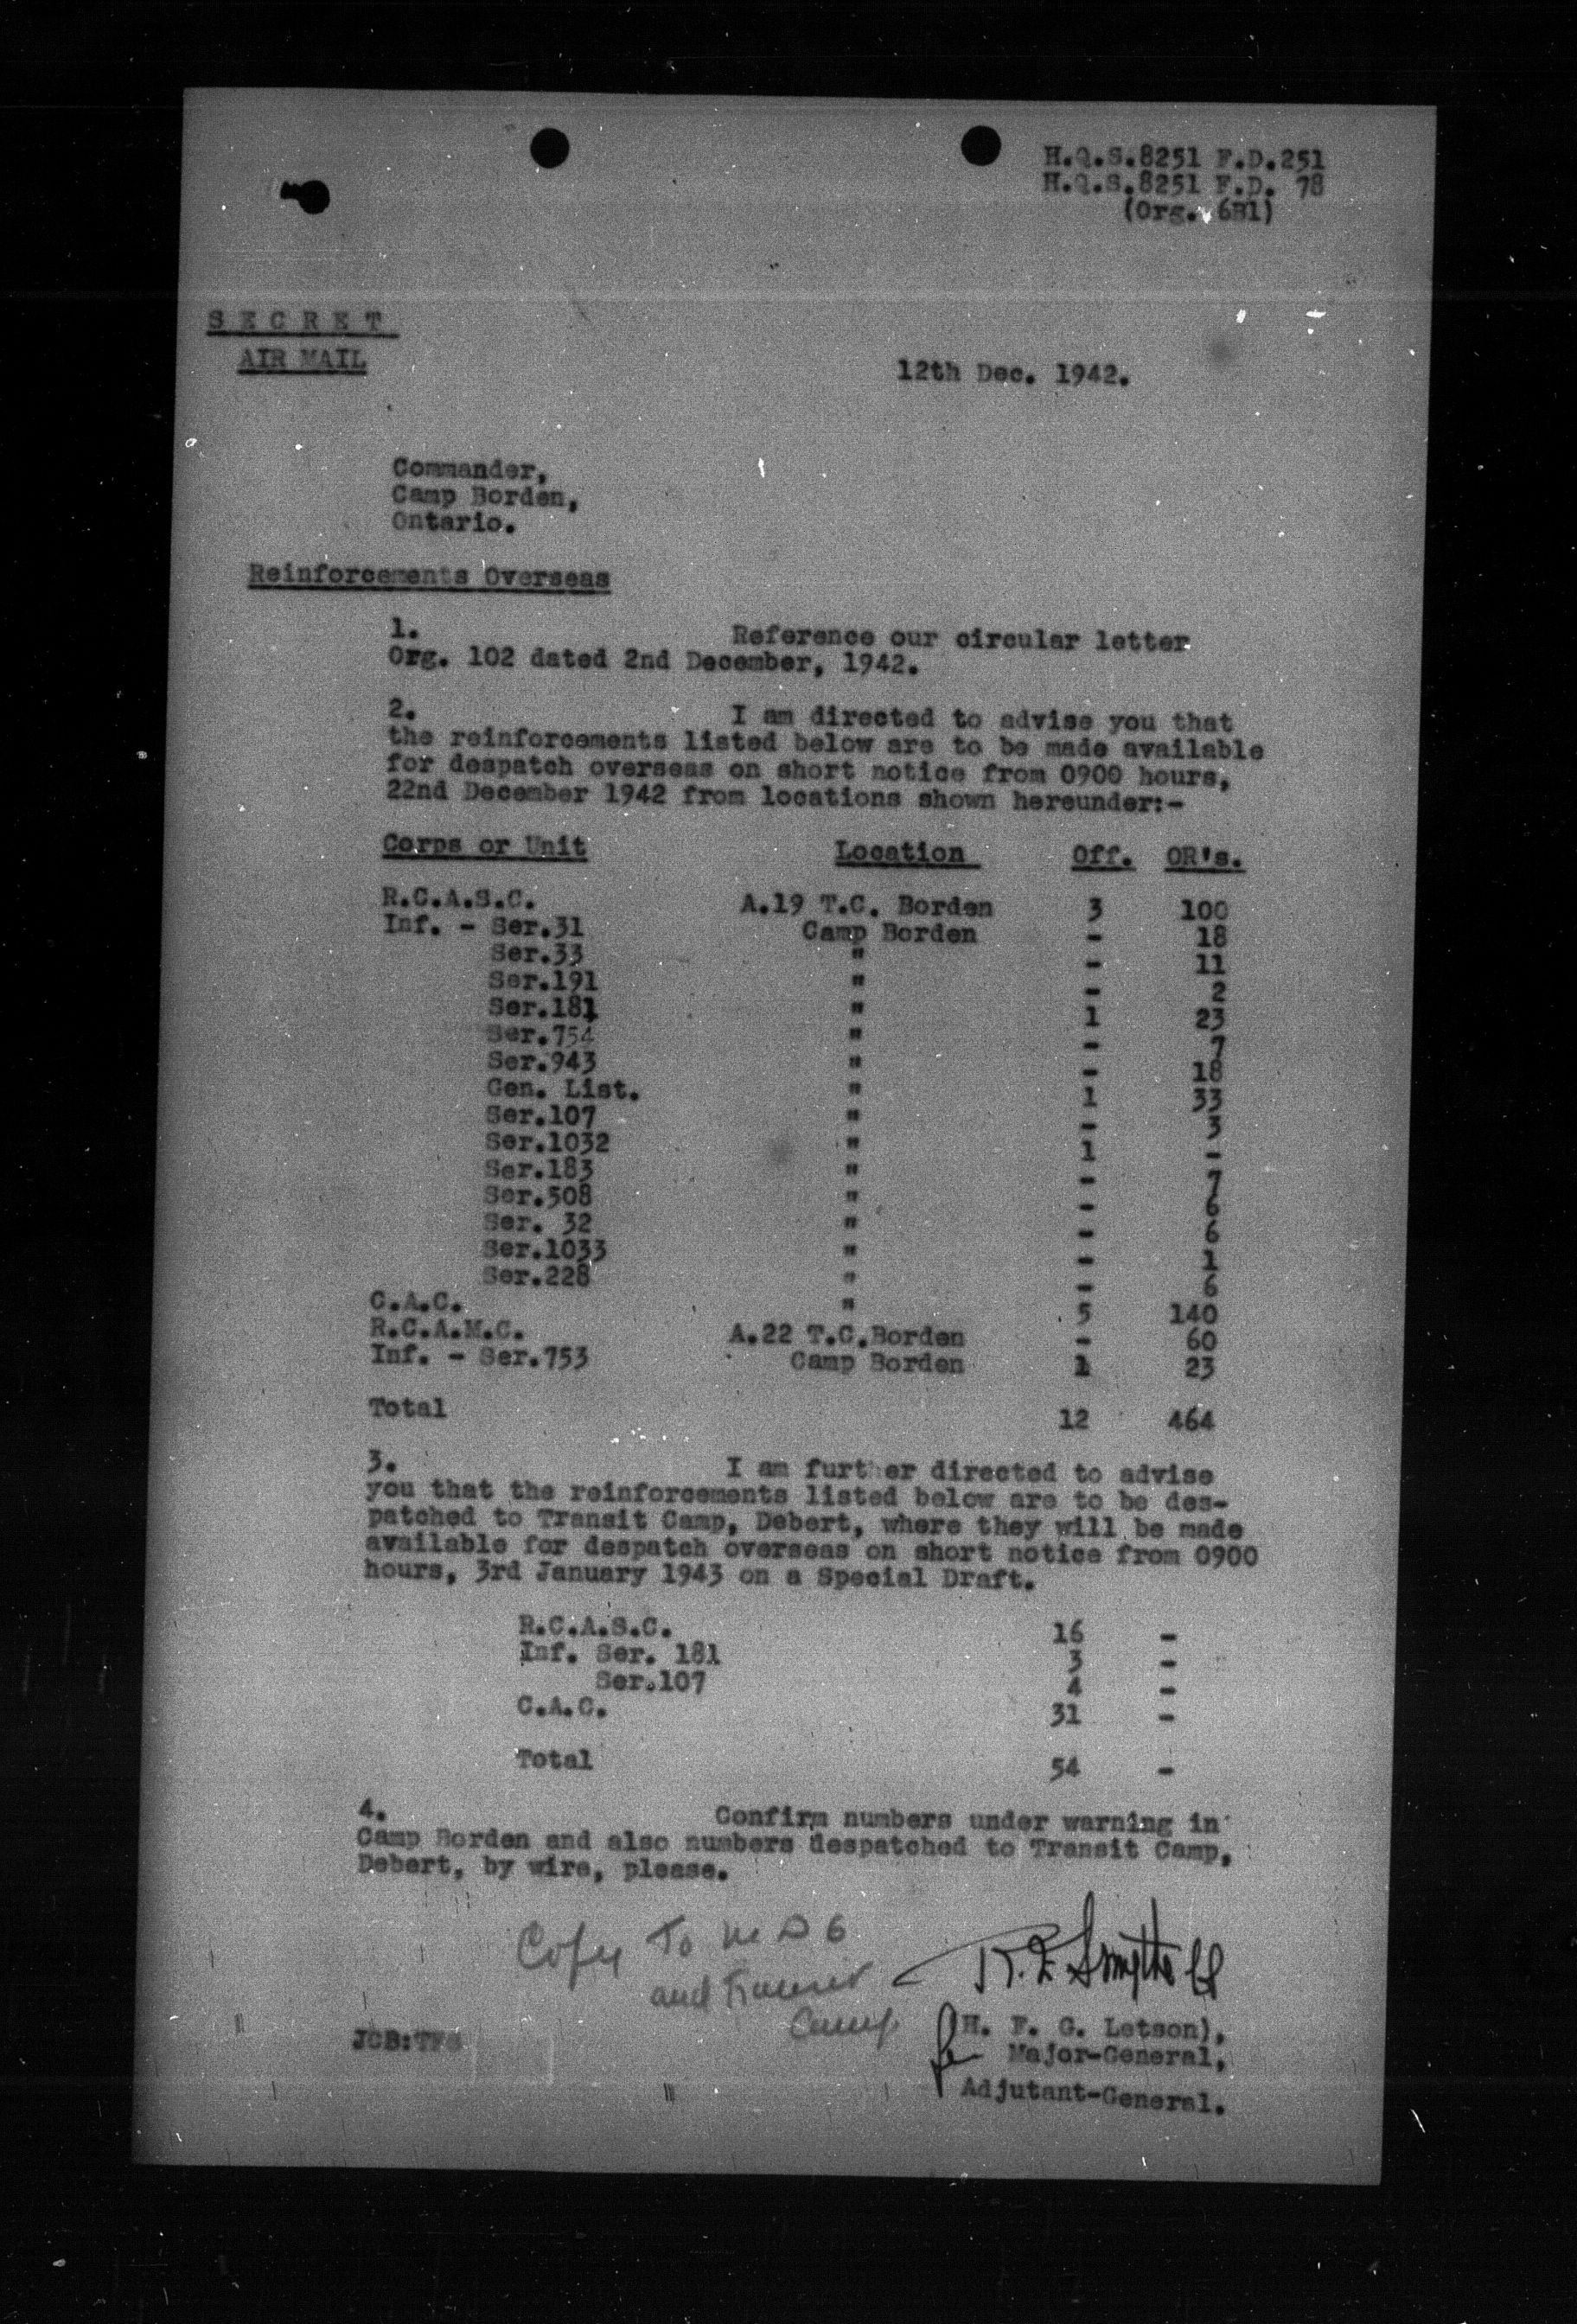 H.Q.S.8251 F.D.251
H.Q.S.8251 F.D. 78
(Org. 6B1)
S E C R E T
AIR MAIL
12th Dec. 1942.
Commander,
Camp Borden,
Ontario.
Reinforcements Overseas
1. Reference our circular letter
Org. 102 dated 2nd December, 1942.
2. I am directed to advise you that
the reinforcements listed below are to be made available
for despatch overseas on short notice from 0900 hours,
22nd December 1942 from locations shown hereunder:-
Corps or Unit Location Off. OR's.
R.C.A.S.C. A.19 T.C. Borden 3 100
Inf. - Ser.31 Camp Borden - 18
Ser.33 " - 11
Ser.191 " - 2
Ser.181 " 1 23
Ser.754 " - 7
Ser.943 " - 18
Gen. List. " 1 33
Ser.107 " - 3
Ser.1032 " 1 -
Ser.183 " - 7
Ser.508 " - 6
Ser. 32 " - 6
Ser.1033 " - 1
Ser.228 " - 6
C.A.C. " 5 140
R.C.A.M.C. A.22 T.C.Borden - 60
Inf. - Ser.753 Camp Borden 1 23
Total 12 464
3. I am further directed to advise
you that the reinforcements listed below are to be des-
patched to Transit Camp, Debert, where they will be made
available for despatch overseas on short notice from 0900
hours, 3rd January 1943 on a Special Draft.
R.C.A.S.C. 16 -
Inf. Ser. 181 3 -
Ser.107 4 -
C.A.C. 31 -
Total 54 -
4. Confirm numbers under warning in
Camp Borden and also numbers despatched to Transit Camp,
Debert, by wire, please.
Copy To M D 6
and Transit
Camp
(H. F. G. Letson),
for Major-General,
Adjutant-General.
JCB: